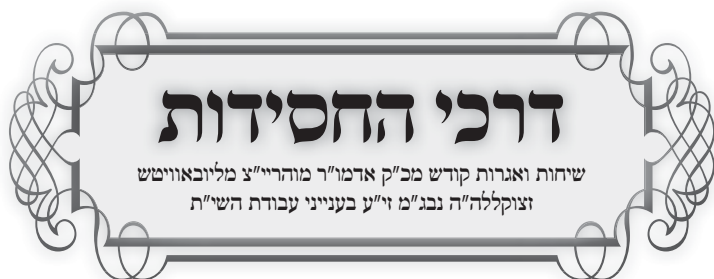 דרכי החסידות
שיחות ואגרות קודש מכ"ק אדמו"ר מוהריי"צ מליובאוויטש
זצוקללה"ה נבג"מ זי"ע בענייני עבודת השי"ת